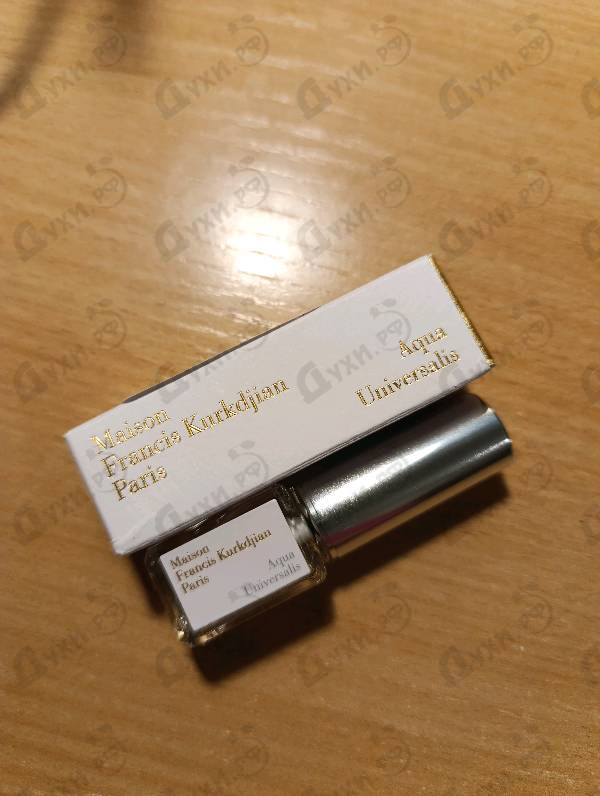 Maison
Francis Kurkdjian
Paris
Aqua
Universalis
Maison
Francis Kurkdjian
Paris
Aqua
Universalis
Духи.рф